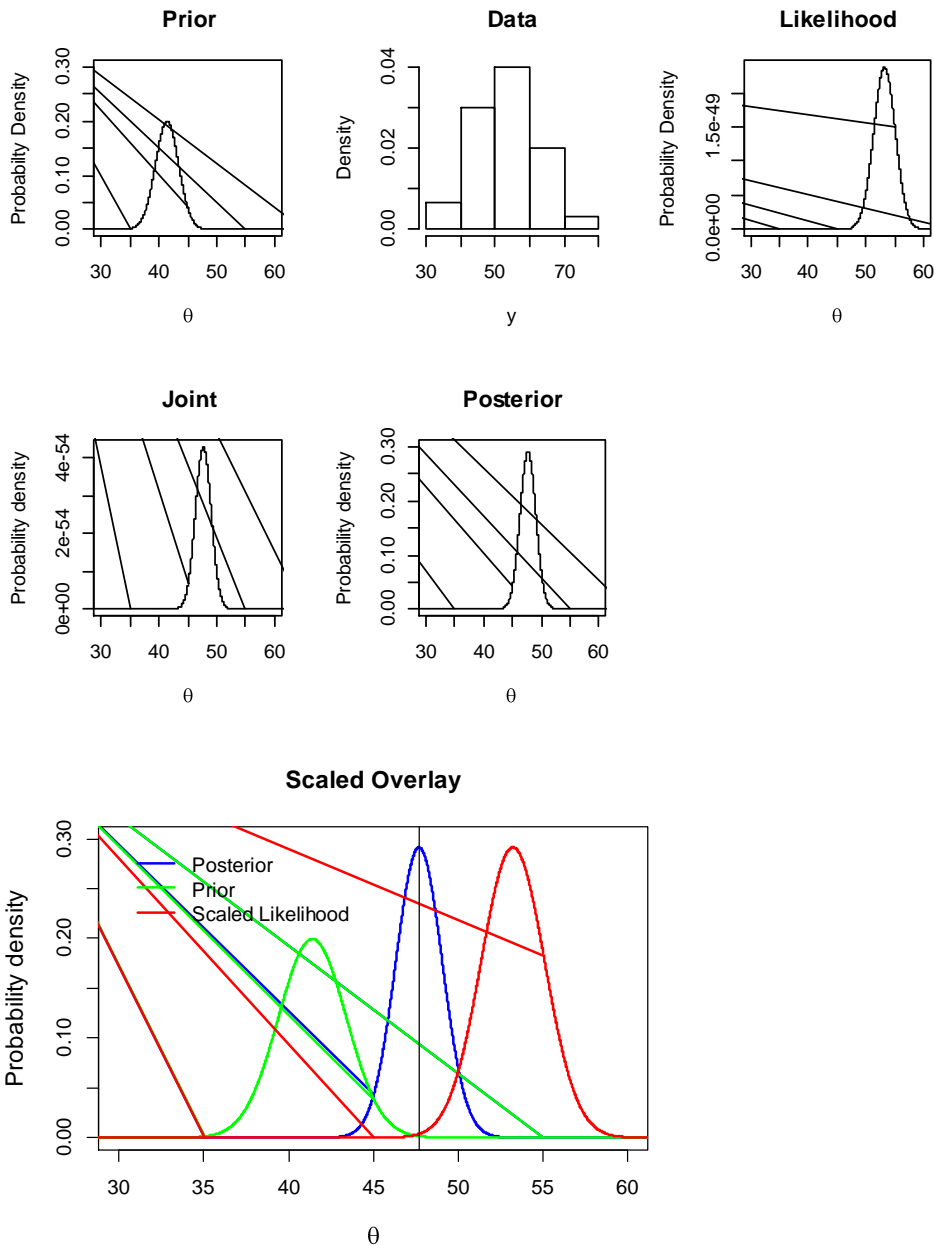 Prior
Probability Density
0.00 0.10 0.20 0.30
30 40 50 60
θ
Data
Density
0.00 0.02 0.04
30 50 70
y
Likelihood
Probability Density
0.0e+00 1.5e-49
30 40 50 60
θ
Joint
Probability density
0e+00 2e-54 4e-54
30 40 50 60
θ
Posterior
Probability density
0.00 0.10 0.20 0.30
30 40 50 60
θ
Scaled Overlay
Probability density
0.00 0.10 0.20 0.30
Posterior
Prior
Scaled Likelihood
30 35 40 45 50 55 60
θ